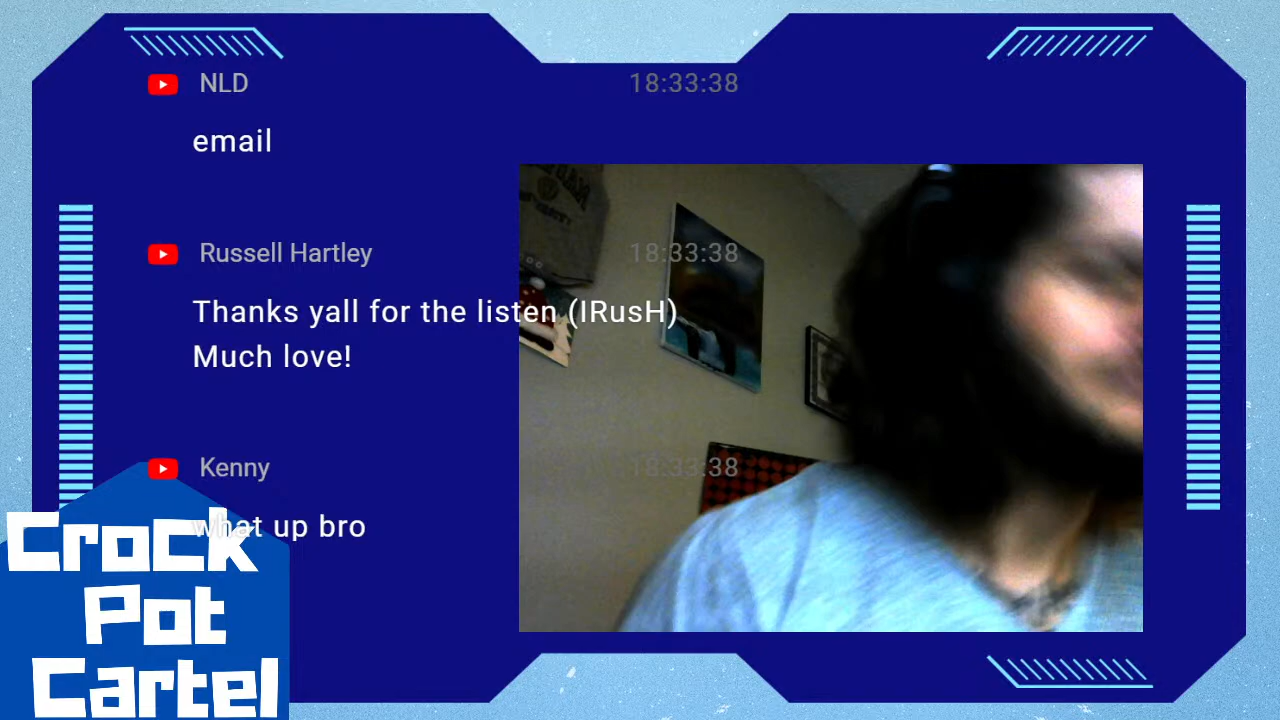 NLD 18:33:38
email
Russell Hartley 18:33:38
Thanks yall for the listen (IRusH)
Much love!
Kenny 18:33:38
what up bro
Crock
Pot
Cartel